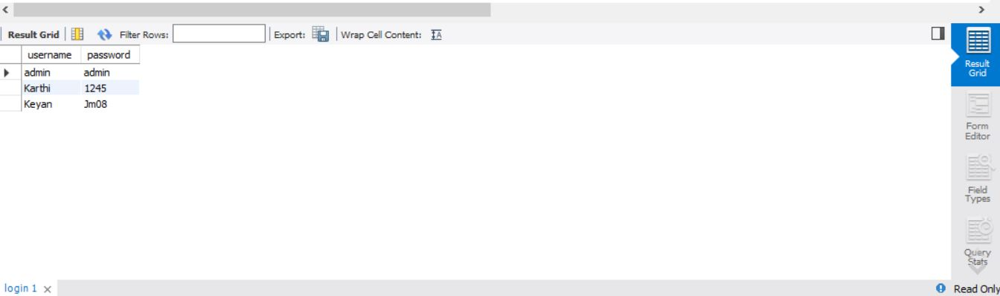 Result Grid Filter Rows: Export: Wrap Cell Content: IA
username password
admin admin
Karthi 1245
Keyan Jm08
Result
Grid
Form
Editor
Field
Types
Query
Stats
login 1 × Read Only